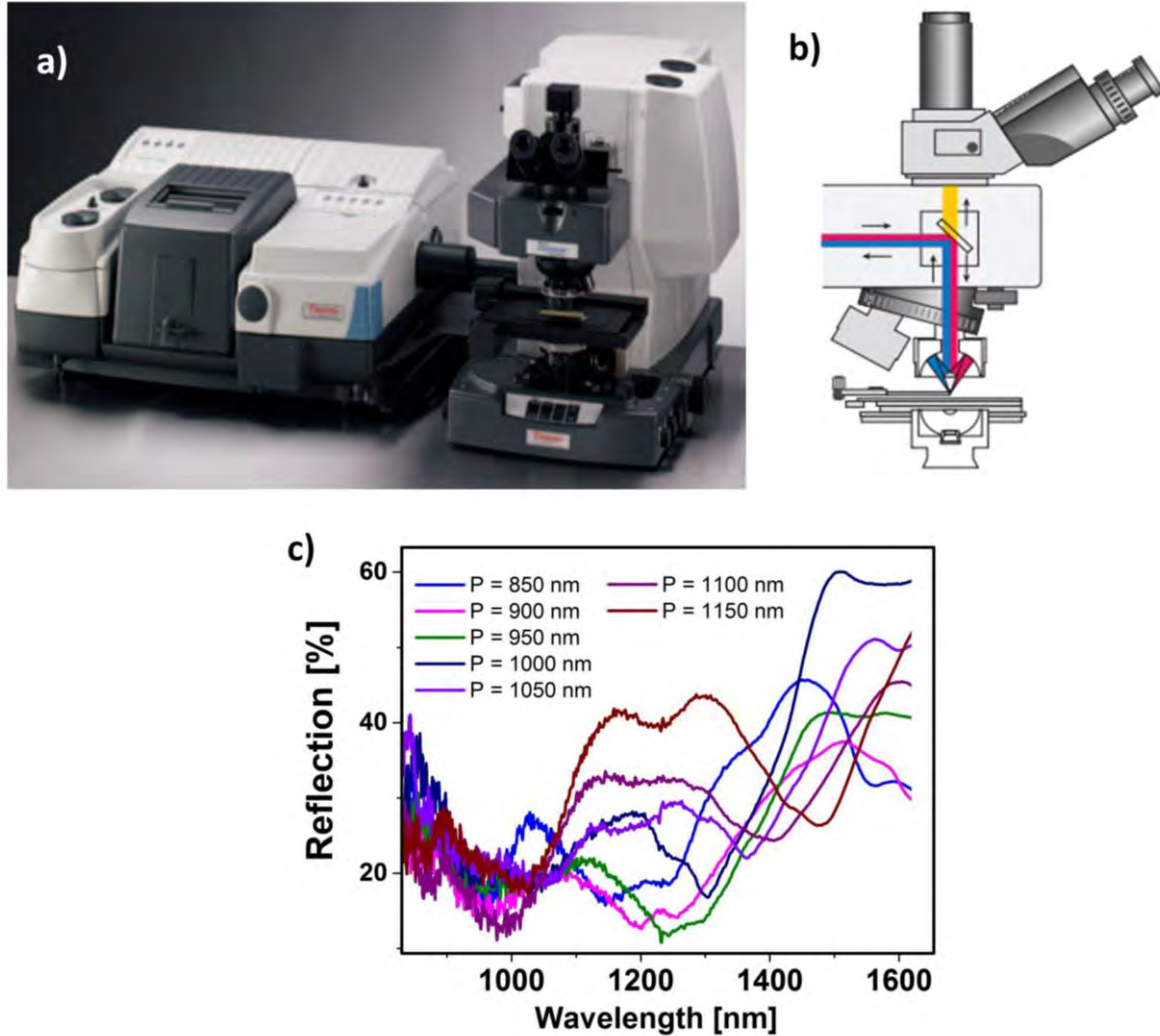 a)
b)
c)
Reflection [%]
60
40
20
P = 850 nm
P = 900 nm
P = 950 nm
P = 1000 nm
P = 1050 nm
P = 1100 nm
P = 1150 nm
1000 1200 1400 1600
Wavelength [nm]